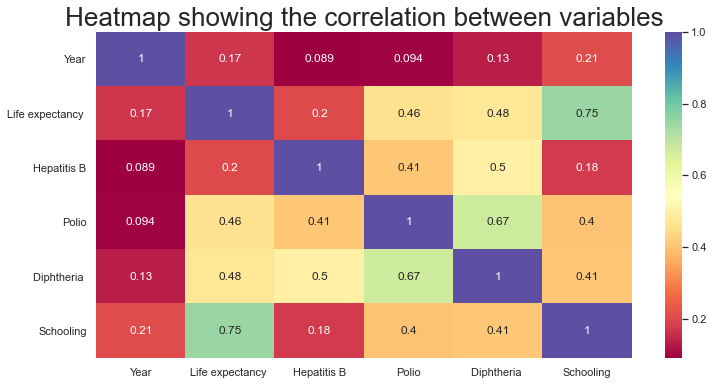 Heatmap showing the correlation between variables
Year 1 0.17 0.089 0.094 0.13 0.21
Life expectancy 0.17 1 0.2 0.46 0.48 0.75
Hepatitis B 0.089 0.2 1 0.41 0.5 0.18
Polio 0.094 0.46 0.41 1 0.67 0.4
Diphtheria 0.13 0.48 0.5 0.67 1 0.41
Schooling 0.21 0.75 0.18 0.4 0.41 1
Year Life expectancy Hepatitis B Polio Diphtheria Schooling
1.0
0.8
0.6
0.4
0.2